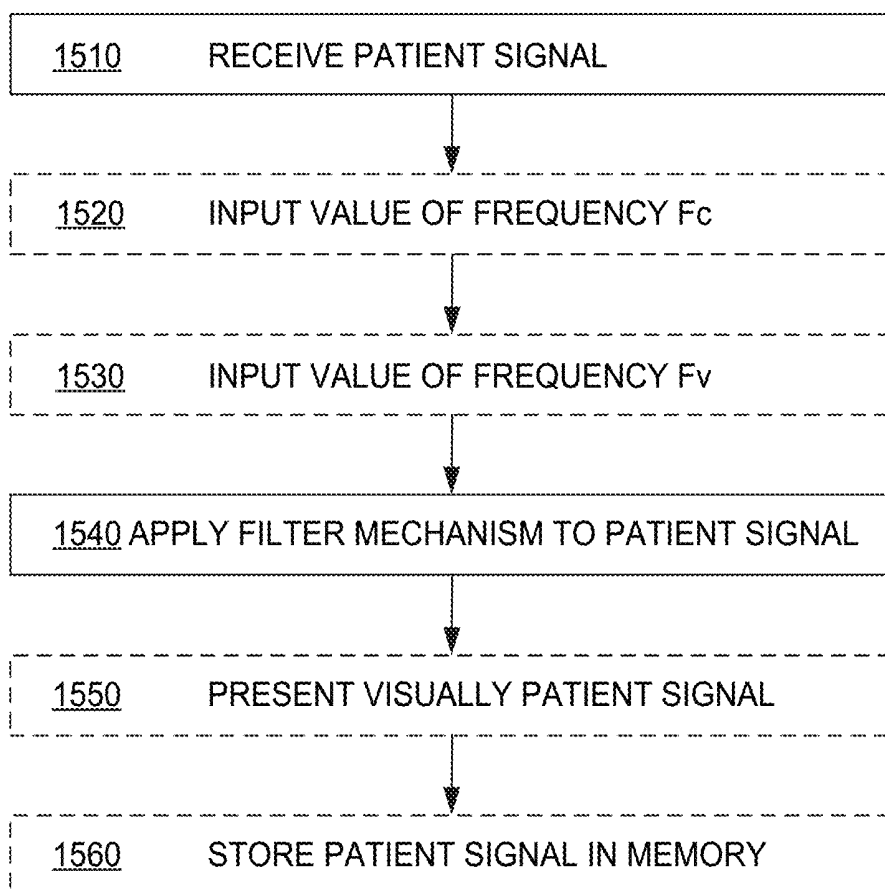 1510 RECEIVE PATIENT SIGNAL
1520 INPUT VALUE OF FREQUENCY Fc
1530 INPUT VALUE OF FREQUENCY Fv
1540 APPLY FILTER MECHANISM TO PATIENT SIGNAL
1550 PRESENT VISUALLY PATIENT SIGNAL
1560 STORE PATIENT SIGNAL IN MEMORY